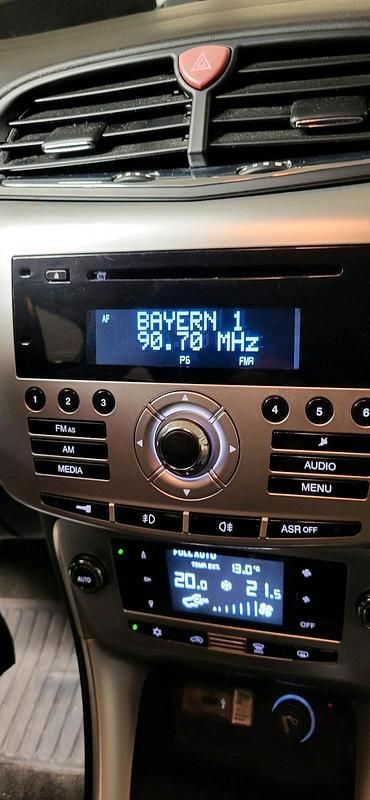 AF BAYERN 1
90.70 MHz
P6 FMA
1 2 3 4 5 6
FM AS
AM AUDIO
MEDIA MENU
ASR OFF
FULL AUTO
TEMP EXT. 13.0°C
AUTO 20.0 21.5
OFF